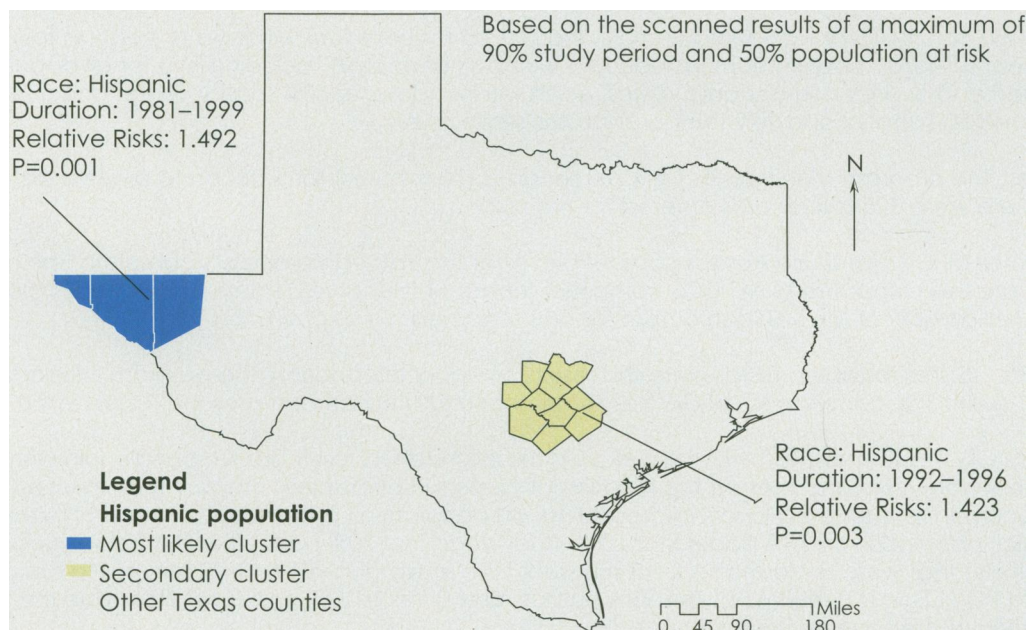 Based on the scanned results of a maximum of
90% study period and 50% population at risk
Race: Hispanic
Duration: 1981–1999
Relative Risks: 1.492
P=0.001
N
Race: Hispanic
Duration: 1992–1996
Relative Risks: 1.423
P=0.003
Legend
Hispanic population
Most likely cluster
Secondary cluster
Other Texas counties
Miles
0 45 90 180